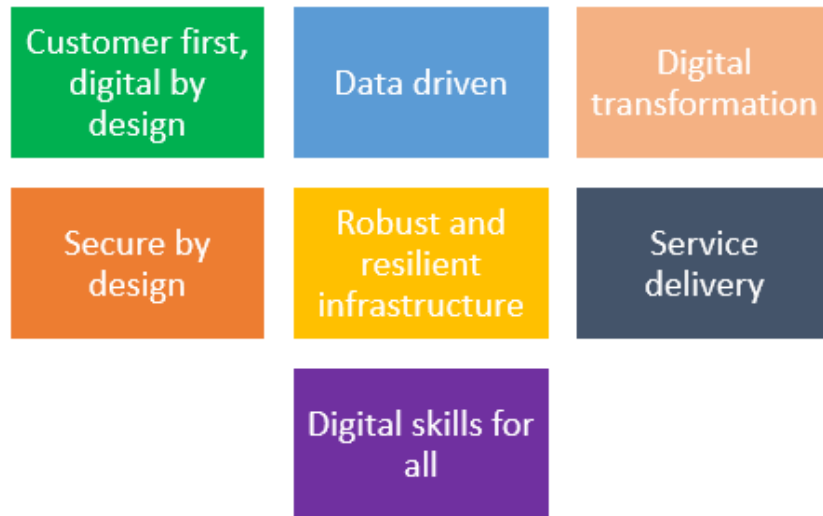 Customer first,
digital by
design
Data driven
Digital
transformation
Secure by
design
Robust and
resilient
infrastructure
Service
delivery
Digital skills for
all